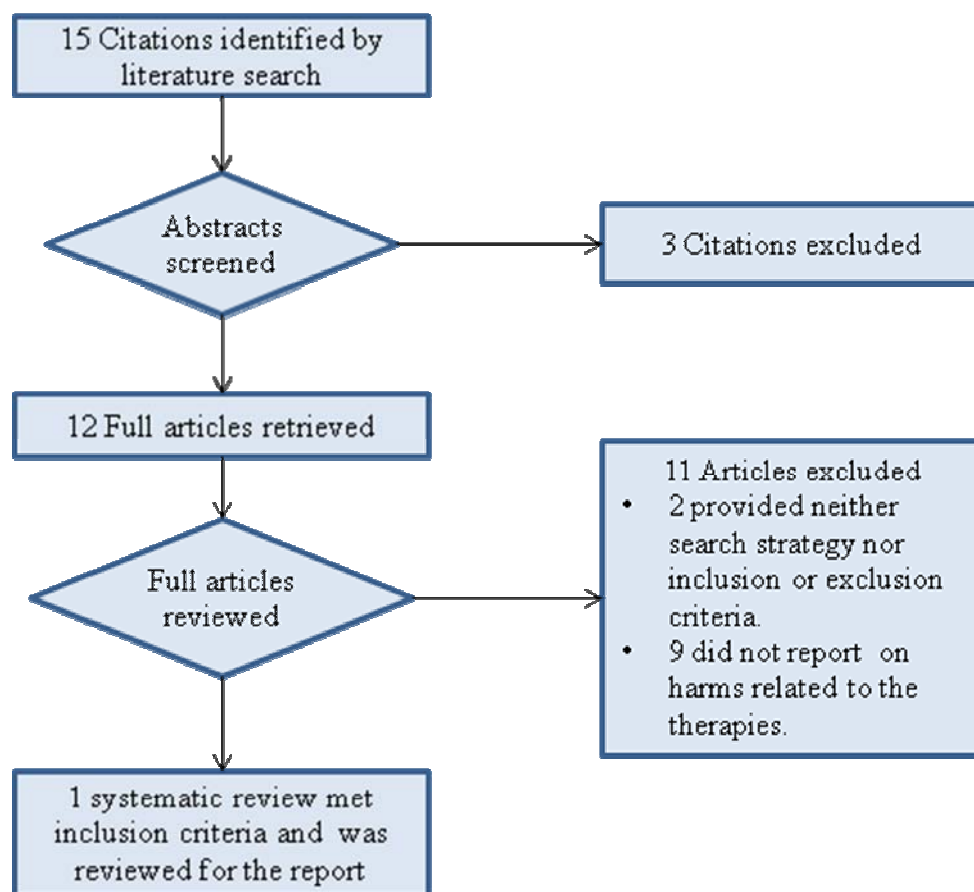 15 Citations identified by
literature search
Abstracts
screened
3 Citations excluded
12 Full articles retrieved
Full articles
reviewed
11 Articles excluded
• 2 provided neither
search strategy nor
inclusion or exclusion
criteria.
• 9 did not report on
harms related to the
therapies.
1 systematic review met
inclusion criteria and was
reviewed for the report